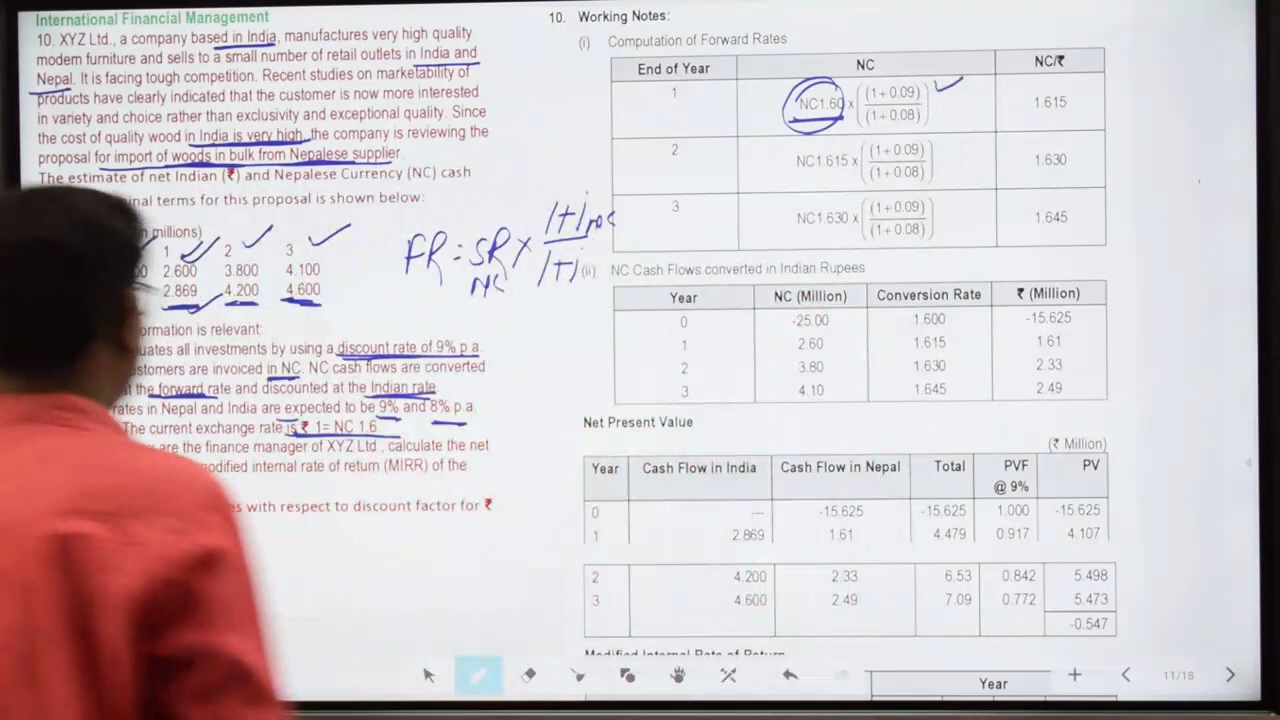 International Financial Management
10. XYZ Ltd., a company based in India, manufactures very high quality
modem furniture and sells to a small number of retail outlets in India and
Nepal. It is facing tough competition. Recent studies on marketability of
products have clearly indicated that the customer is now more interested
in variety and choice rather than exclusivity and exceptional quality. Since
the cost of quality wood in India is very high, the company is reviewing the
proposal for import of woods in bulk from Nepalese supplier
The estimate of net Indian (₹) and Nepalese Currency (NC) cash
terms for this proposal is shown below:
millions)
1 2 3
2.600 3.800 4.100
2.869 4.200 4.600
is relevant:
all investments by using a discount rate of 9% p.a.
are invoiced in NC. NC cash flows are converted
the forward rate and discounted at the Indian rate
rates in Nepal and India are expected to be 9% and 8% p.a.
The current exchange rate is ₹ 1= NC 1.6
are the finance manager of XYZ Ltd., calculate the net
internal rate of return (MIRR) of the
with respect to discount factor for ₹
FR = SR × 1+i NC
NC 1+i
10. Working Notes:
(i) Computation of Forward Rates
End of Year NC NC/₹
1 NC1.60 x ((1+0.09)/(1+0.08)) 1.615
2 NC1.615 x ((1+0.09)/(1+0.08)) 1.630
3 NC1.630 x ((1+0.09)/(1+0.08)) 1.645
(ii) NC Cash Flows converted in Indian Rupees
Year NC (Million) Conversion Rate ₹ (Million)
0 -25.00 1.600 -15.625
1 2.60 1.615 1.61
2 3.80 1.630 2.33
3 4.10 1.645 2.49
Net Present Value
(₹ Million)
Year Cash Flow in India Cash Flow in Nepal Total PVF @ 9% PV
0 --- -15.625 -15.625 1.000 -15.625
1 2.869 1.61 4.479 0.917 4.107
2 4.200 2.33 6.53 0.842 5.498
3 4.600 2.49 7.09 0.772 5.473
-0.547
Modified Internal Rate of Return
Year
11/18